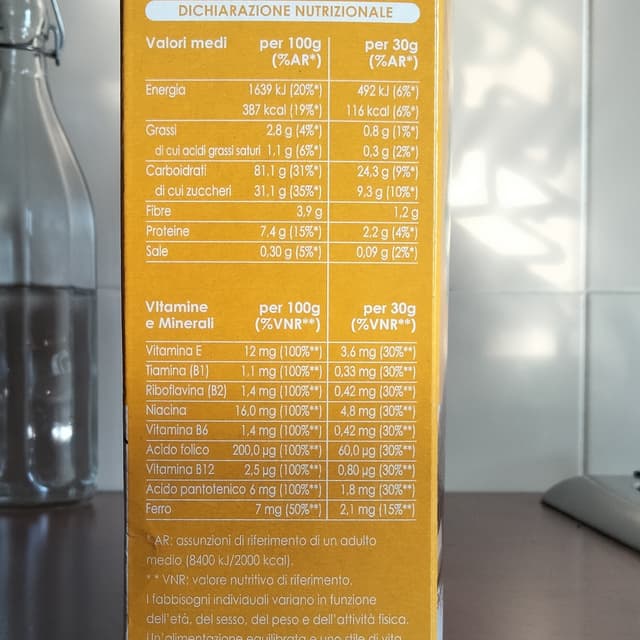 DICHIARAZIONE NUTRIZIONALE
Valori medi per 100g per 30g
(%AR*) (%AR*)
Energia 1639 kJ (20%*) 492 kJ (6%*)
387 kcal (19%*) 116 kcal (6%*)
Grassi 2.8 g (4%*) 0.8 g (1%*)
di cui acidi grassi saturi 1,1 g (6%*) 0,3 g (2%*)
Carboidrati 81,1 g (31%*) 24,3 g (9%*)
di cui zuccheri 31,1 g (35%*) 9,3 g (10%*)
Fibre 3,9 g 1,2 g
Proteine 7,4 g (15%*) 2,2 g (4%*)
Sale 0,30 g (5%*) 0,09 g (2%*)
Vitamine per 100g per 30g
e Minerali (%VNR**) (%VNR**)
Vitamina E 12 mg (100%**) 3,6 mg (30%**)
Tiamina (B1) 1,1 mg (100%**) 0,33 mg (30%**)
Riboflavina (B2) 1,4 mg (100%**) 0,42 mg (30%**)
Niacina 16,0 mg (100%**) 4,8 mg (30%**)
Vitamina B6 1,4 mg (100%**) 0,42 mg (30%**)
Acido folico 200,0 µg (100%**) 60,0 µg (30%**)
Vitamina B12 2,5 µg (100%**) 0,80 µg (30%**)
Acido pantotenico 6 mg (100%**) 1,8 mg (30%**)
Ferro 7 mg (50%**) 2,1 mg (15%**)
*AR: assunzioni di riferimento di un adulto
medio (8400 kJ/2000 kcal).
** VNR: valore nutritivo di riferimento.
I fabbisogni individuali variano in funzione
dell'età, del sesso, del peso e dell'attività fisica.
Un'alimentazione equilibrata e uno stile di vita